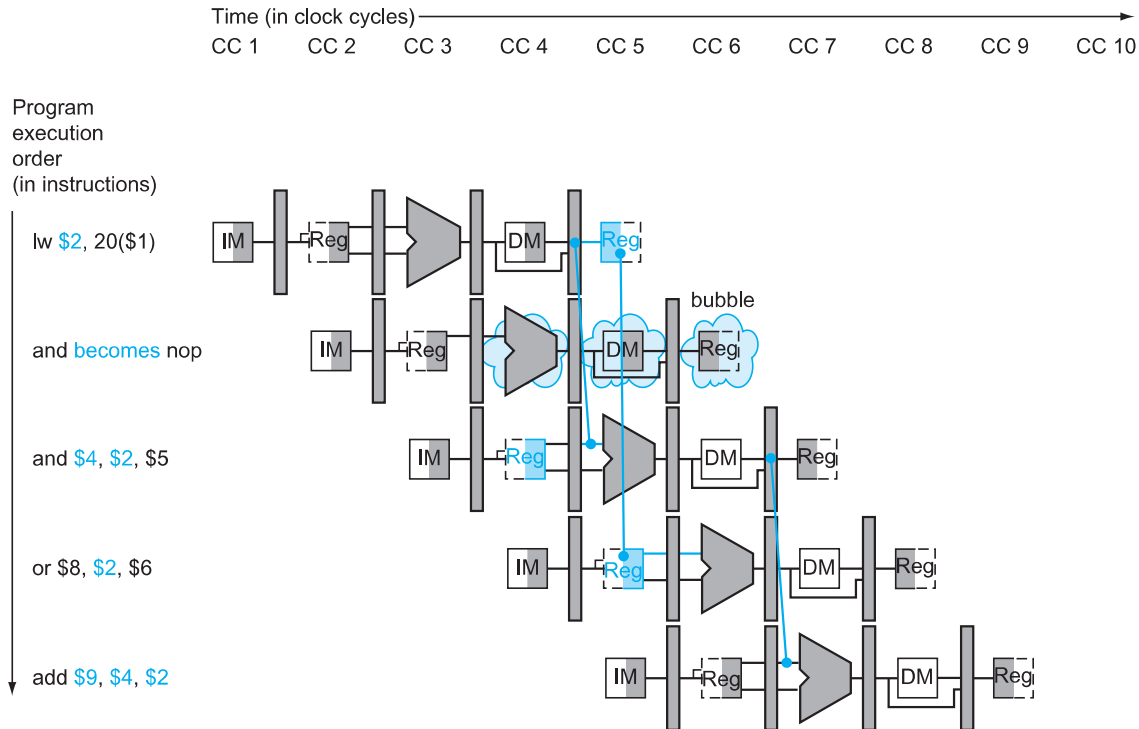 Time (in clock cycles)
CC 1 CC 2 CC 3 CC 4 CC 5 CC 6 CC 7 CC 8 CC 9 CC 10
Program
execution
order
(in instructions)
lw $2, 20($1)
IM Reg DM Reg
bubble
and becomes nop
IM Reg DM Reg
and $4, $2, $5
IM Reg DM Reg
or $8, $2, $6
IM Reg DM Reg
add $9, $4, $2
IM Reg DM Reg